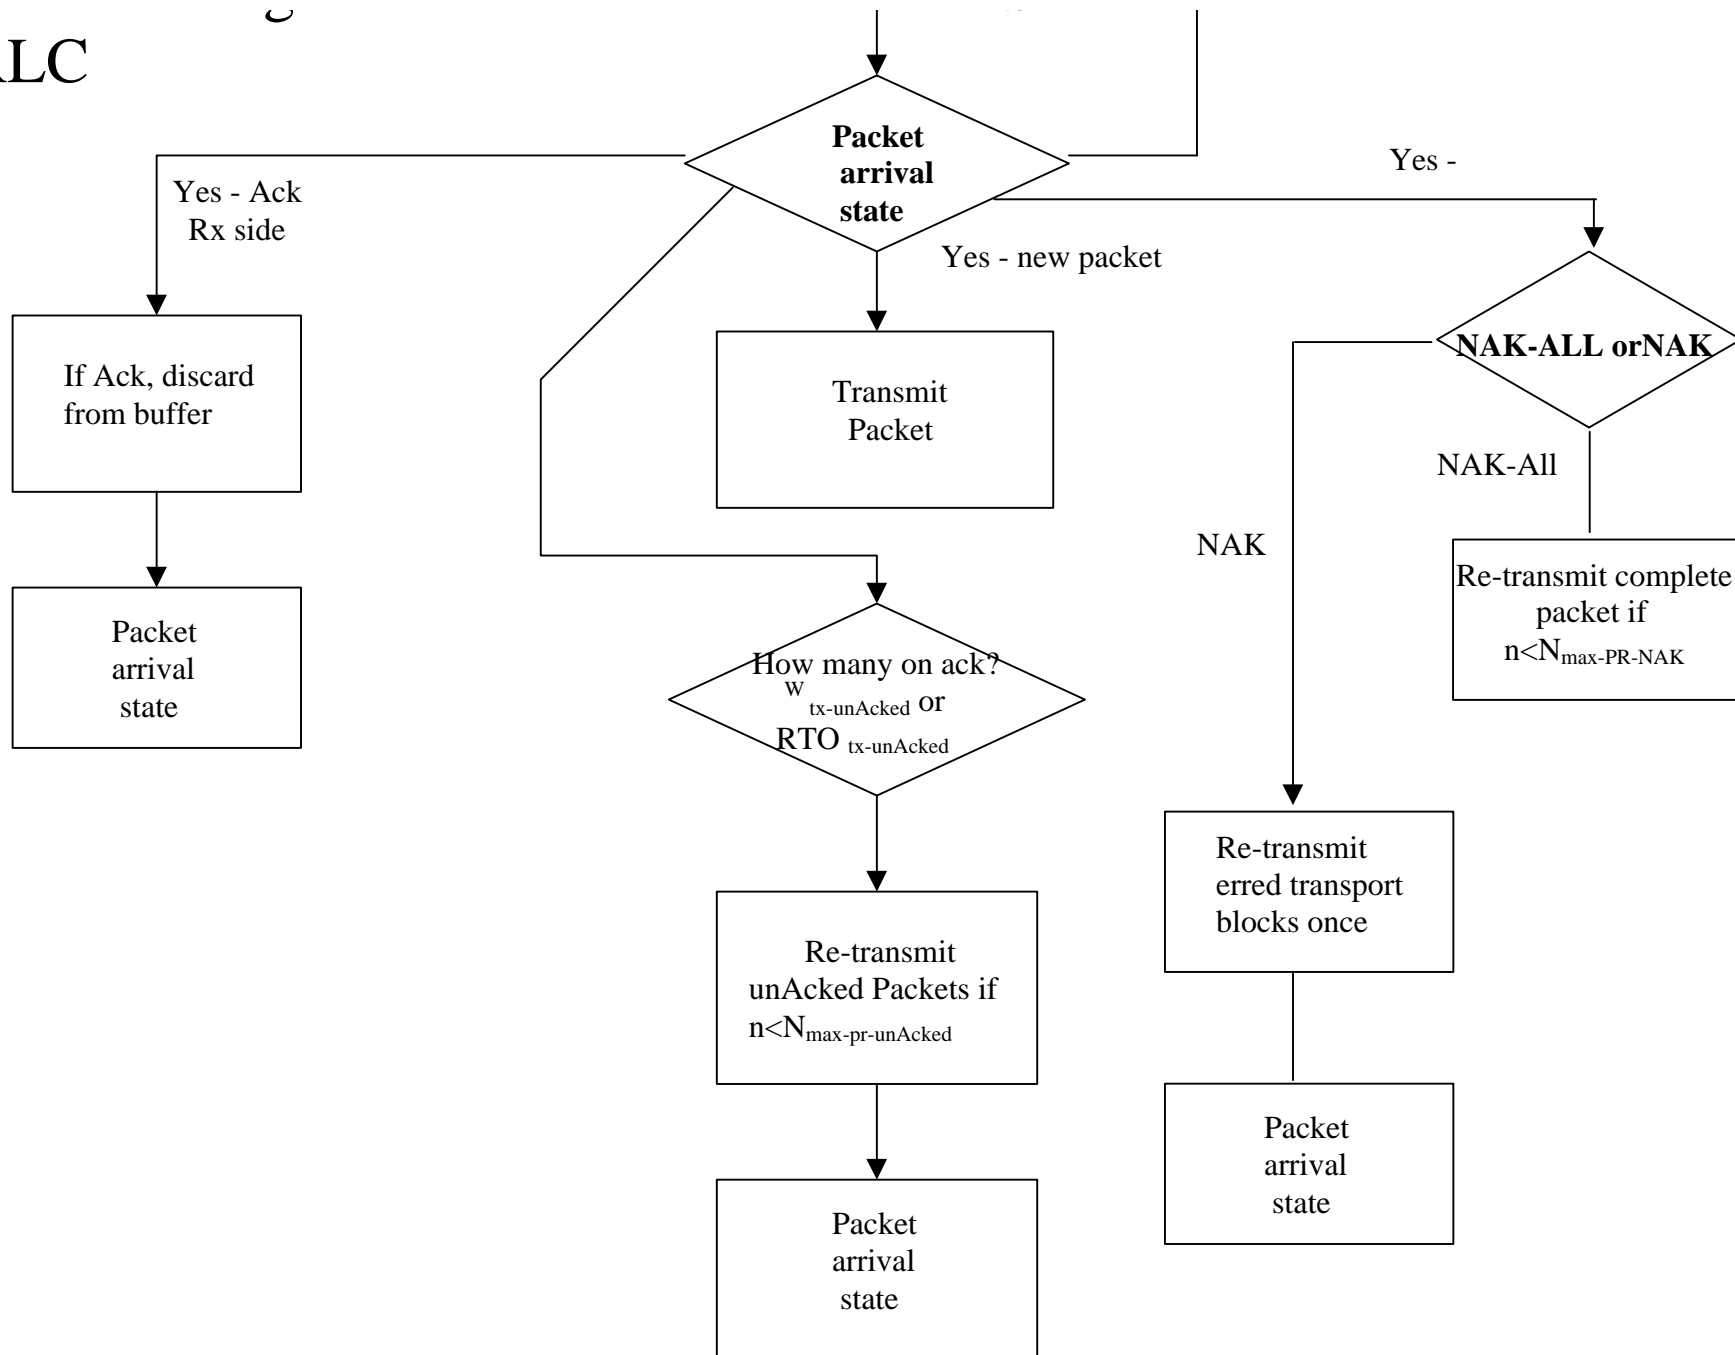 RLC
Packet
arrival
state
Yes -
Yes - Ack
Rx side
Yes - new packet
NAK-ALL orNAK
If Ack, discard
from buffer
Transmit
Packet
NAK-All
NAK
Re-transmit complete
packet if
n<Nmax-PR-NAK
Packet
arrival
state
How many on ack?
W tx-unAcked or
RTO tx-unAcked
Re-transmit
erred transport
blocks once
Re-transmit
unAcked Packets if
n<Nmax-pr-unAcked
Packet
arrival
state
Packet
arrival
state